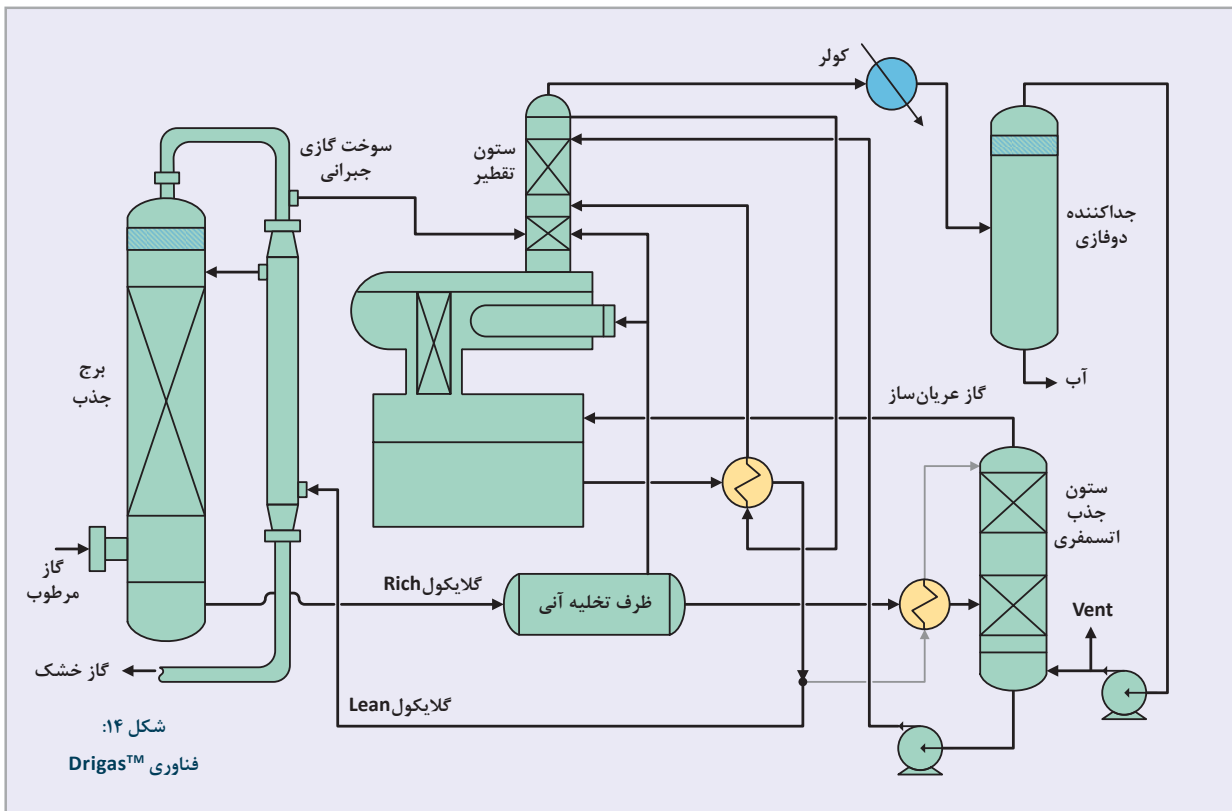 کولر
سوخت گازی
جبرانی
ستون
تقطیر
جداکننده
دوفازی
برج
جذب
آب
گاز عریان‌ساز
ستون
جذب
اتسمفری
گاز
مرطوب
گلایکول Rich
ظرف تخلیه آنی
Vent
گاز خشک
گلایکول Lean
شکل ۱۴:
فناوری Drigas™